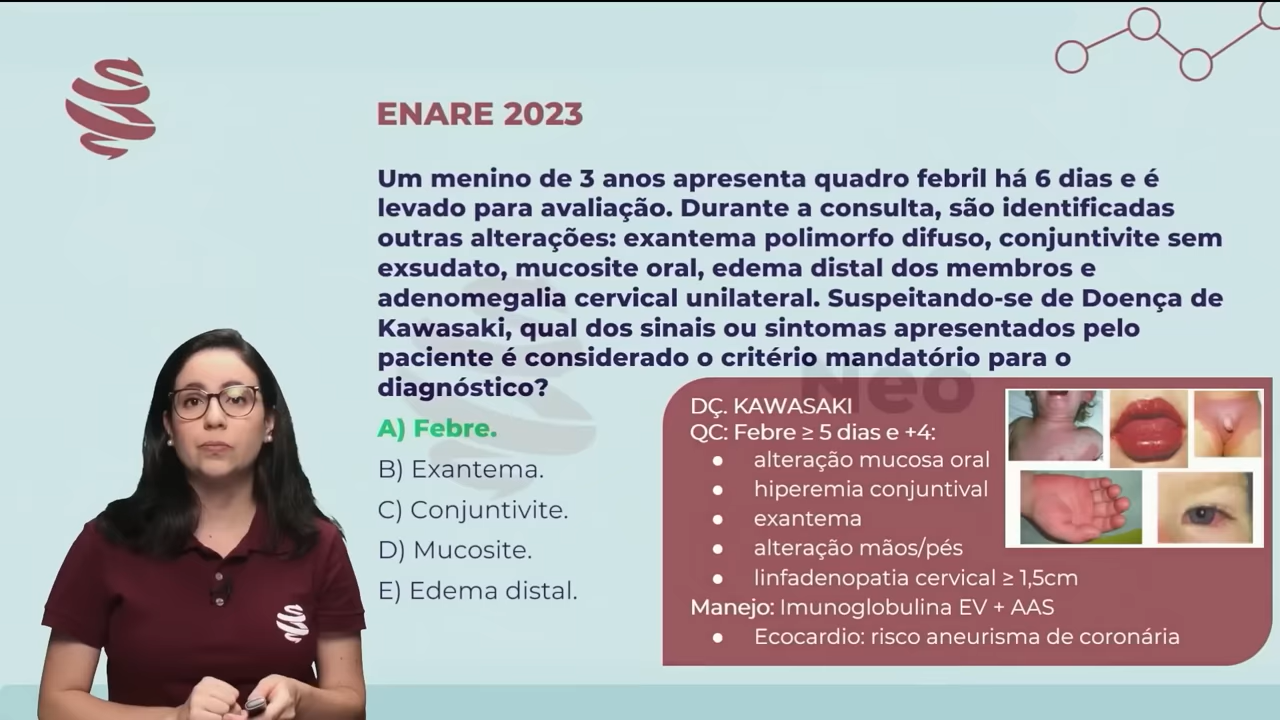 ENARE 2023
Um menino de 3 anos apresenta quadro febril há 6 dias e é
levado para avaliação. Durante a consulta, são identificadas
outras alterações: exantema polimorfo difuso, conjuntivite sem
exsudato, mucosite oral, edema distal dos membros e
adenomegalia cervical unilateral. Suspeitando-se de Doença de
Kawasaki, qual dos sinais ou sintomas apresentados pelo
paciente é considerado o critério mandatório para o
diagnóstico?
A) Febre.
B) Exantema.
C) Conjuntivite.
D) Mucosite.
E) Edema distal.
Neo
DÇ. KAWASAKI
QC: Febre ≥ 5 dias e +4:
● alteração mucosa oral
● hiperemia conjuntival
● exantema
● alteração mãos/pés
● linfadenopatia cervical ≥ 1,5cm
Manejo: Imunoglobulina EV + AAS
● Ecocardio: risco aneurisma de coronária